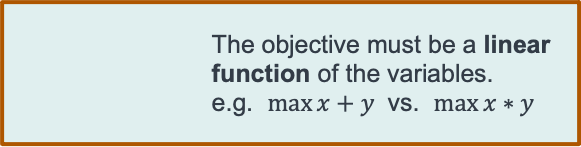 The objective must be a linear
function of the variables.
e.g. max x + y vs. max x ∗ y